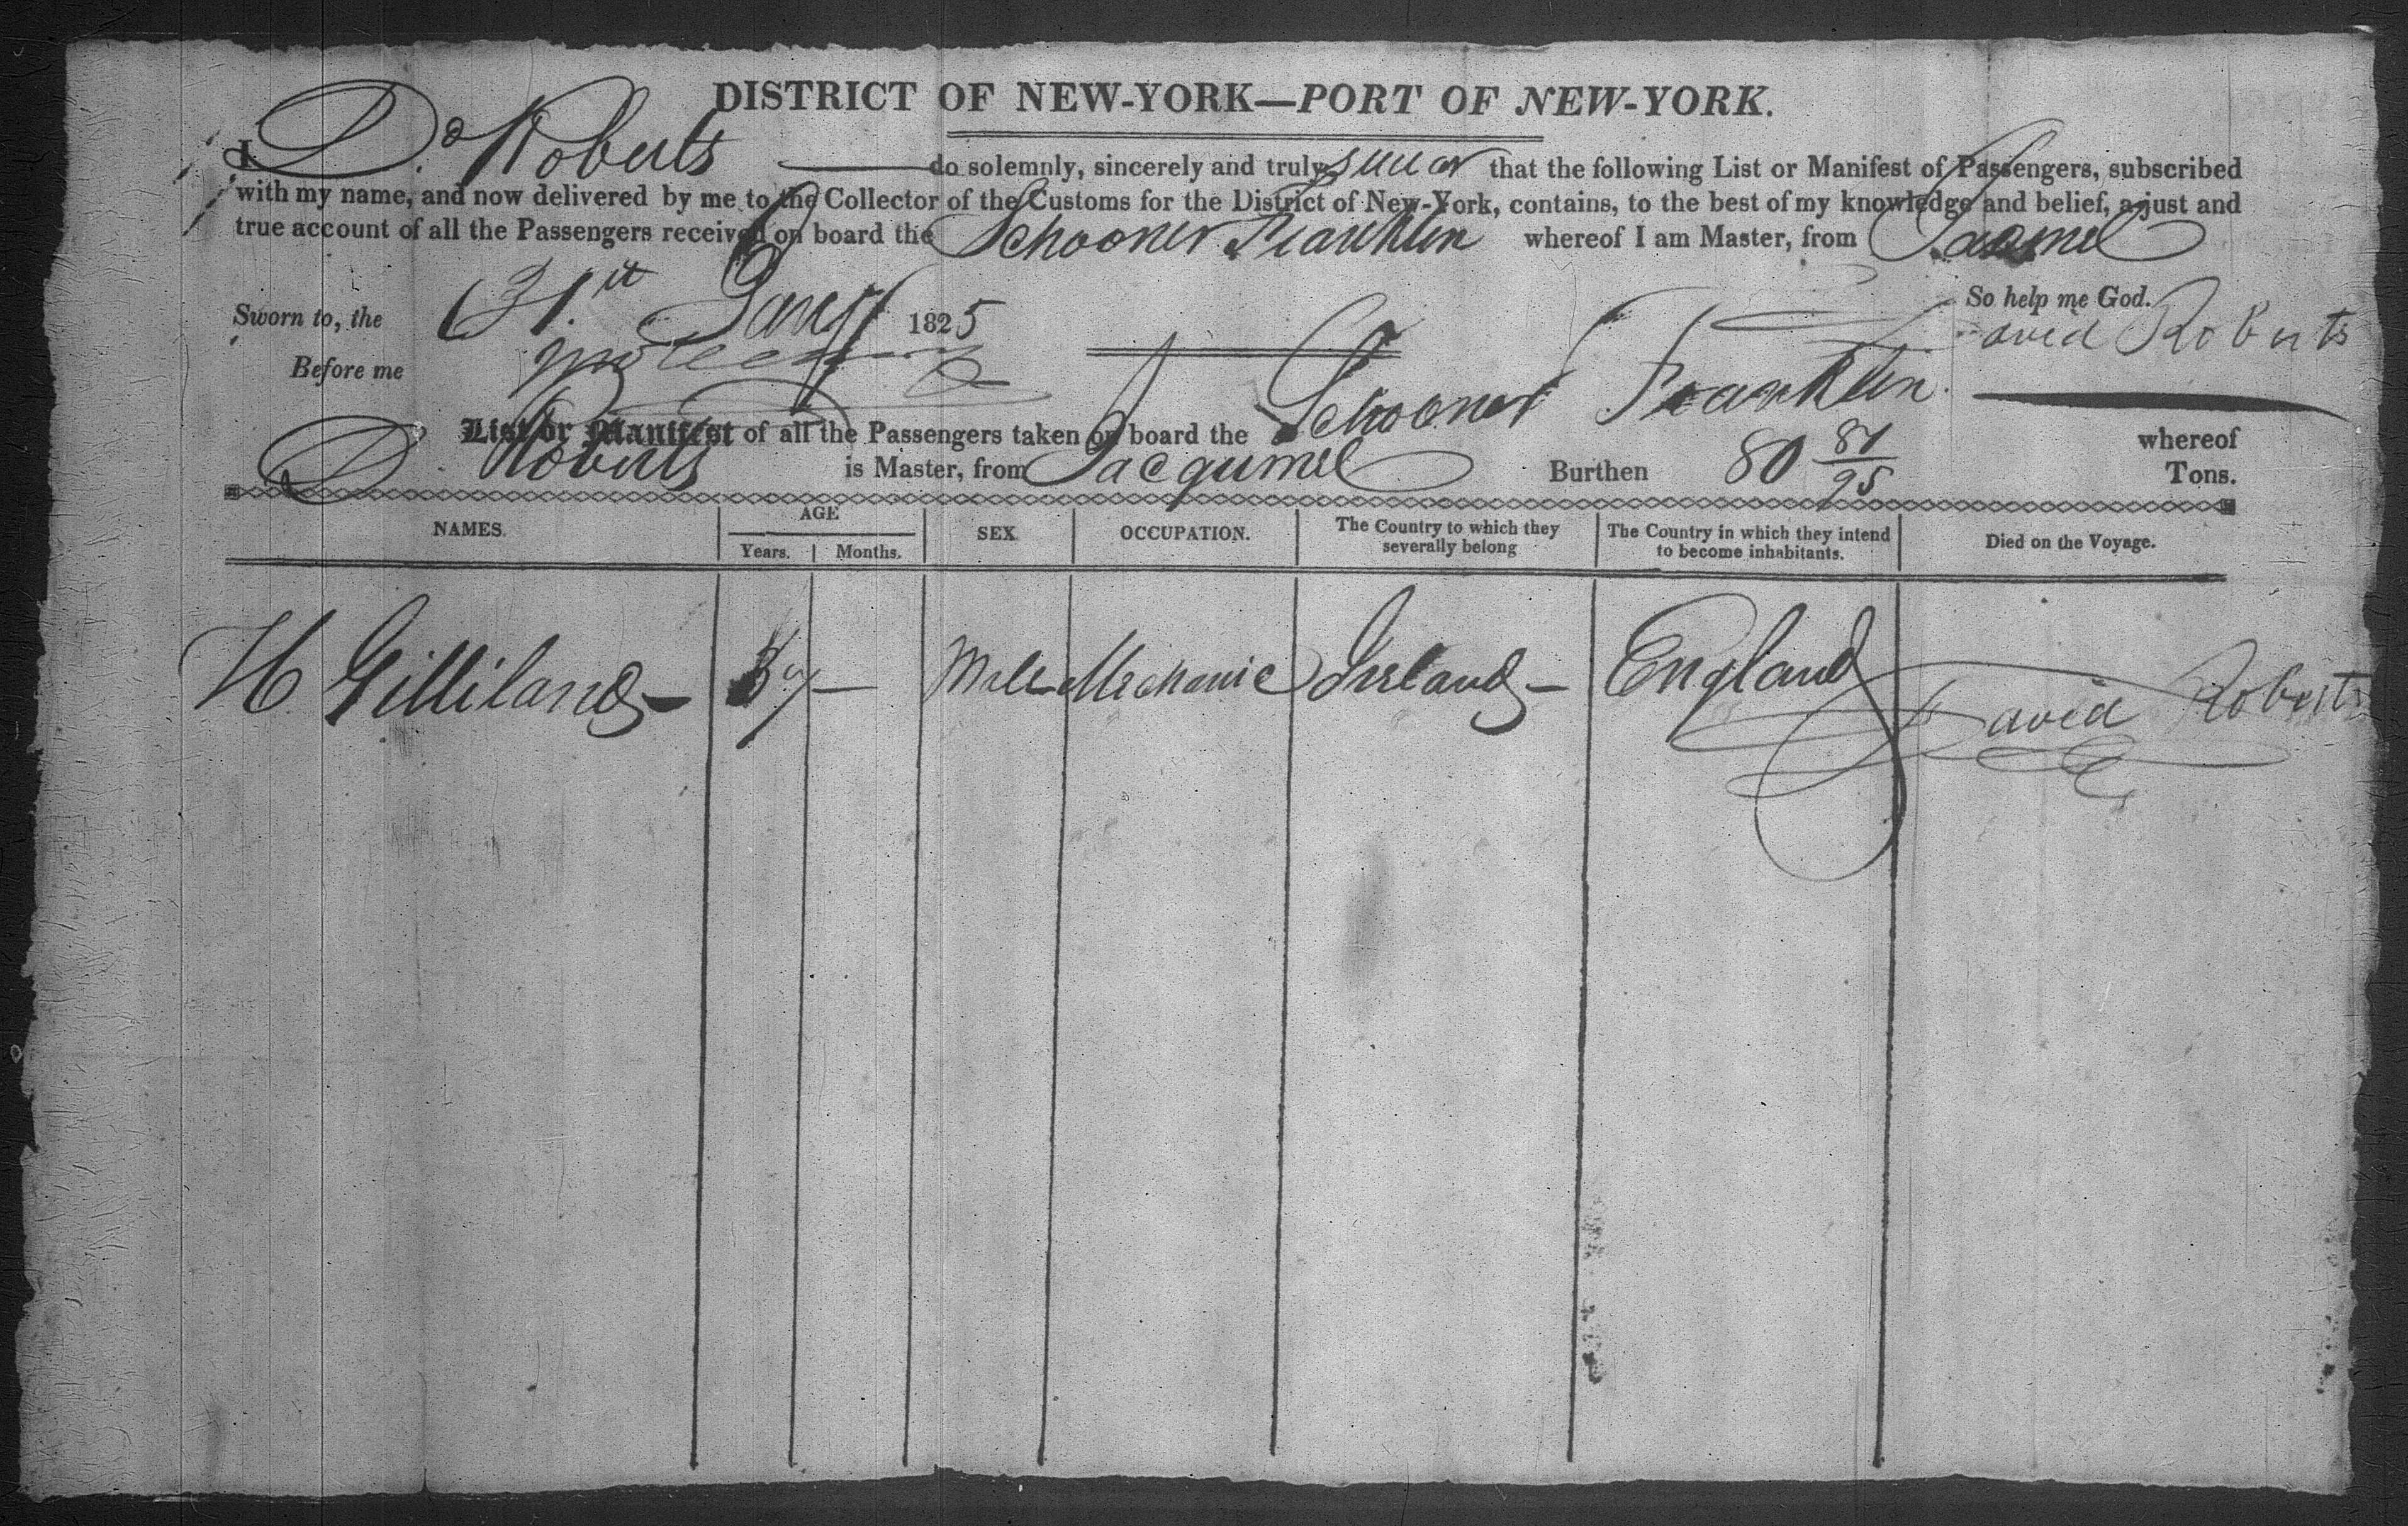 DISTRICT OF NEW-YORK—PORT OF NEW-YORK.
I D. Roberts do solemnly, sincerely and truly swear that the following List or Manifest of Passengers, subscribed
with my name, and now delivered by me to the Collector of the Customs for the District of New-York, contains, to the best of my knowledge and belief, a just and
true account of all the Passengers received on board the Schooner Franklin whereof I am Master, from Jacmel
So help me God.
Sworn to, the 31st Jany 1825
David Roberts
Before me
List or Manifest of all the Passengers taken on board the Schooner Franklin whereof
D. Roberts is Master, from Jacqumel Burthen 80 87/95 Tons.
NAMES. AGE Years. Months. SEX. OCCUPATION. The Country to which they severally belong The Country in which they intend to become inhabitants. Died on the Voyage.
H Gilliland — — Male Mechanic Ireland — England
David Roberts